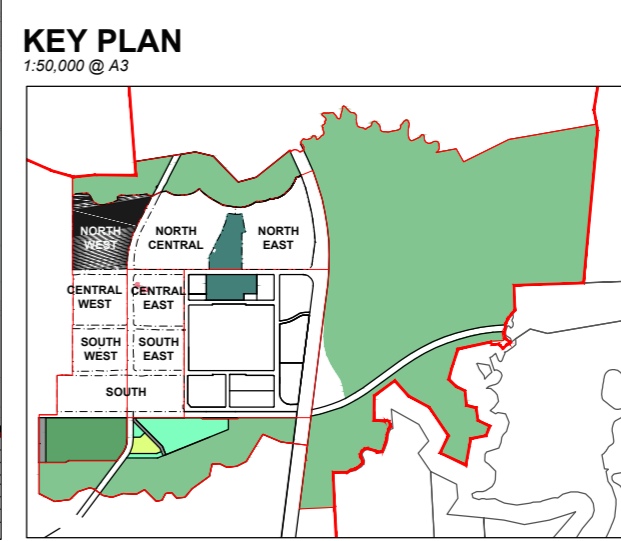 KEY PLAN
1:50,000 @ A3
NORTH
WEST
NORTH
CENTRAL
NORTH
EAST
CENTRAL
WEST
CENTRAL
EAST
SOUTH
WEST
SOUTH
EAST
SOUTH